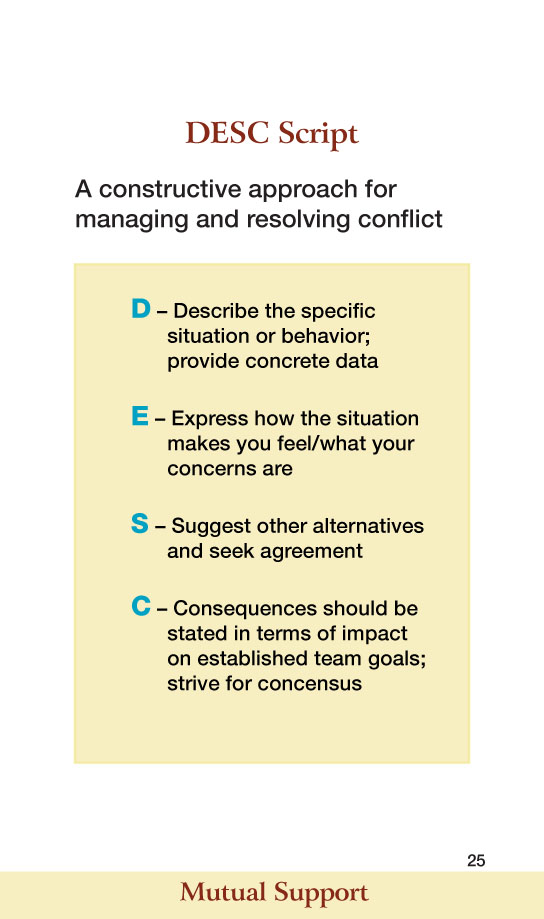 DESC Script
A constructive approach for
managing and resolving conflict
D – Describe the specific
situation or behavior;
provide concrete data
E – Express how the situation
makes you feel/what your
concerns are
S – Suggest other alternatives
and seek agreement
C – Consequences should be
stated in terms of impact
on established team goals;
strive for concensus
25
Mutual Support